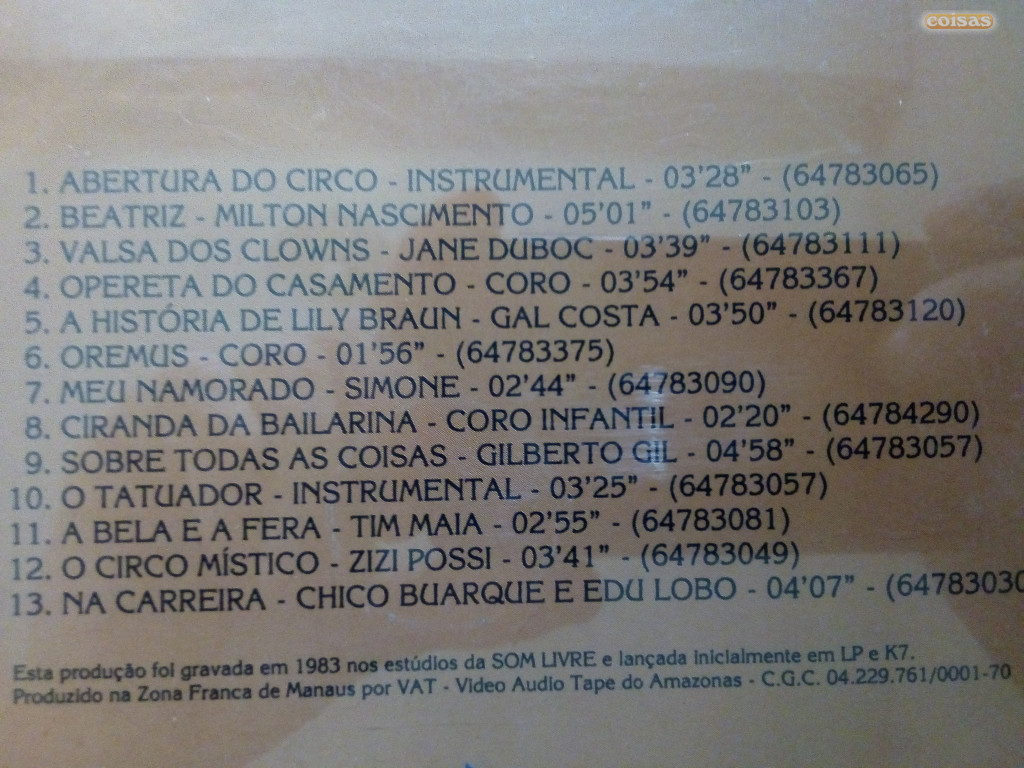 coisas
1. ABERTURA DO CIRCO - INSTRUMENTAL - 03'28" - (64783065)
2. BEATRIZ - MILTON NASCIMENTO - 05'01" - (64783103)
3. VALSA DOS CLOWNS - JANE DUBOC - 03'39" - (64783111)
4. OPERETA DO CASAMENTO - CORO - 03'54" - (64783367)
5. A HISTÓRIA DE LILY BRAUN - GAL COSTA - 03'50" - (64783120)
6. OREMUS - CORO - 01'56" - (64783375)
7. MEU NAMORADO - SIMONE - 02'44" - (64783090)
8. CIRANDA DA BAILARINA - CORO INFANTIL - 02'20" - (64784290)
9. SOBRE TODAS AS COISAS - GILBERTO GIL - 04'58" - (64783057)
10. O TATUADOR - INSTRUMENTAL - 03'25" - (64783057)
11. A BELA E A FERA - TIM MAIA - 02'55" - (64783081)
12. O CIRCO MÍSTICO - ZIZI POSSI - 03'41" - (64783049)
13. NA CARREIRA - CHICO BUARQUE E EDU LOBO - 04'07" - (6478303
Esta produção foi gravada em 1983 nos estúdios da SOM LIVRE e lançada inicialmente em LP e K7.
Produzido na Zona Franca de Manaus por VAT - Video Audio Tape do Amazonas - C.G.C. 04.229.761/0001-70